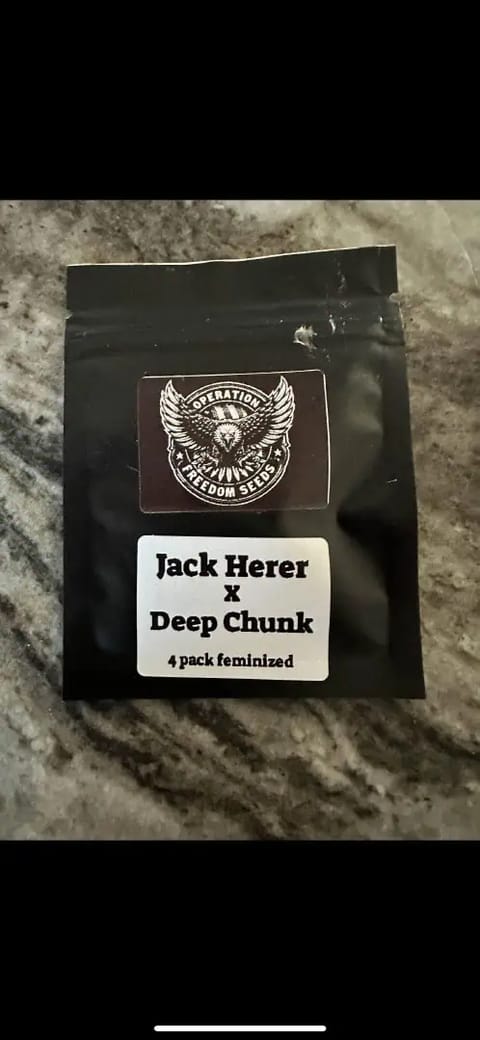 OPERATION
FREEDOM SEEDS
Jack Herer
X
Deep Chunk
4 pack feminized